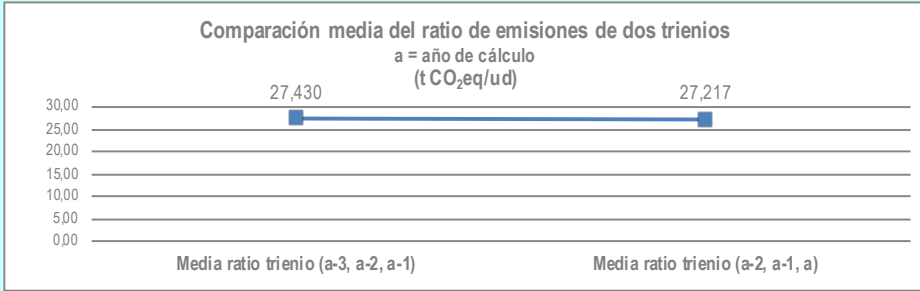 Comparación media del ratio de emisiones de dos trienios
a = año de cálculo
(t CO₂eq/ud)
27,430 27,217
30,00
25,00
20,00
15,00
10,00
5,00
0,00
Media ratio trienio (a-3, a-2, a-1) Media ratio trienio (a-2, a-1, a)